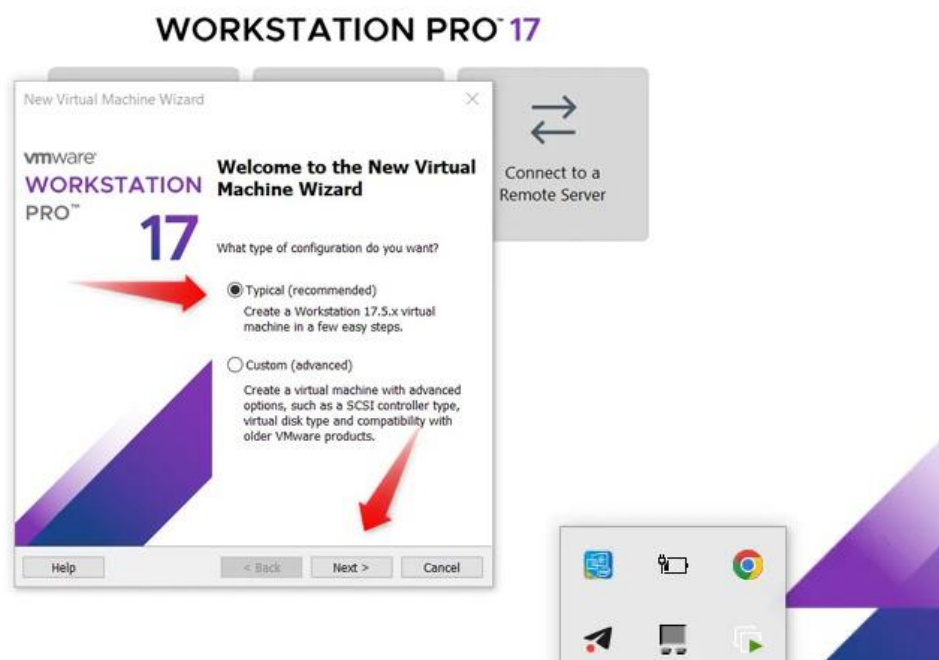 WORKSTATION PRO™ 17
New Virtual Machine Wizard
vmware
WORKSTATION
PRO™
17
Welcome to the New Virtual
Machine Wizard
What type of configuration do you want?
Typical (recommended)
Create a Workstation 17.5.x virtual
machine in a few easy steps.
Custom (advanced)
Create a virtual machine with advanced
options, such as a SCSI controller type,
virtual disk type and compatibility with
older VMware products.
Help
< Back
Next >
Cancel
Connect to a
Remote Server